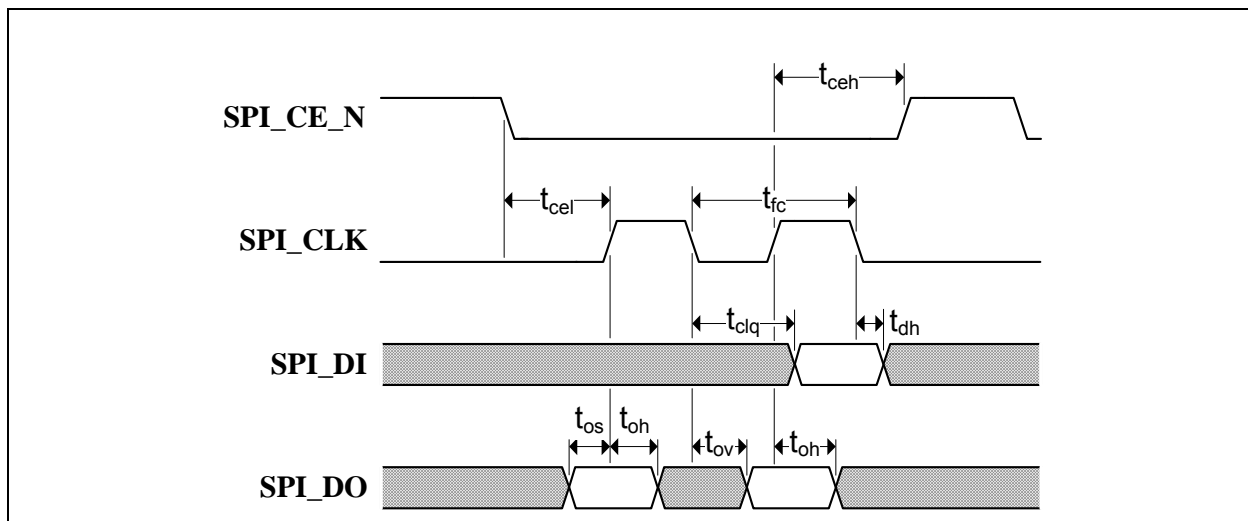 t_ceh
SPI_CE_N
t_cel
t_fc
SPI_CLK
t_clq
t_dh
SPI_DI
t_os
t_oh
t_ov
t_oh
SPI_DO